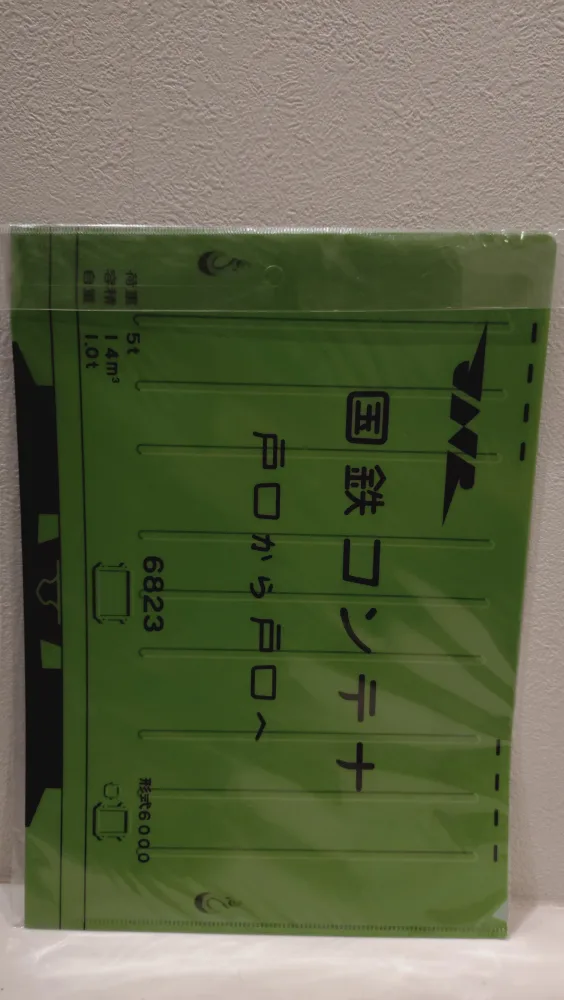 JNR
国鉄コンテナ
戸口から戸口へ
荷重 5t
容積 14m³
自重 1.0t
6823
形式6000